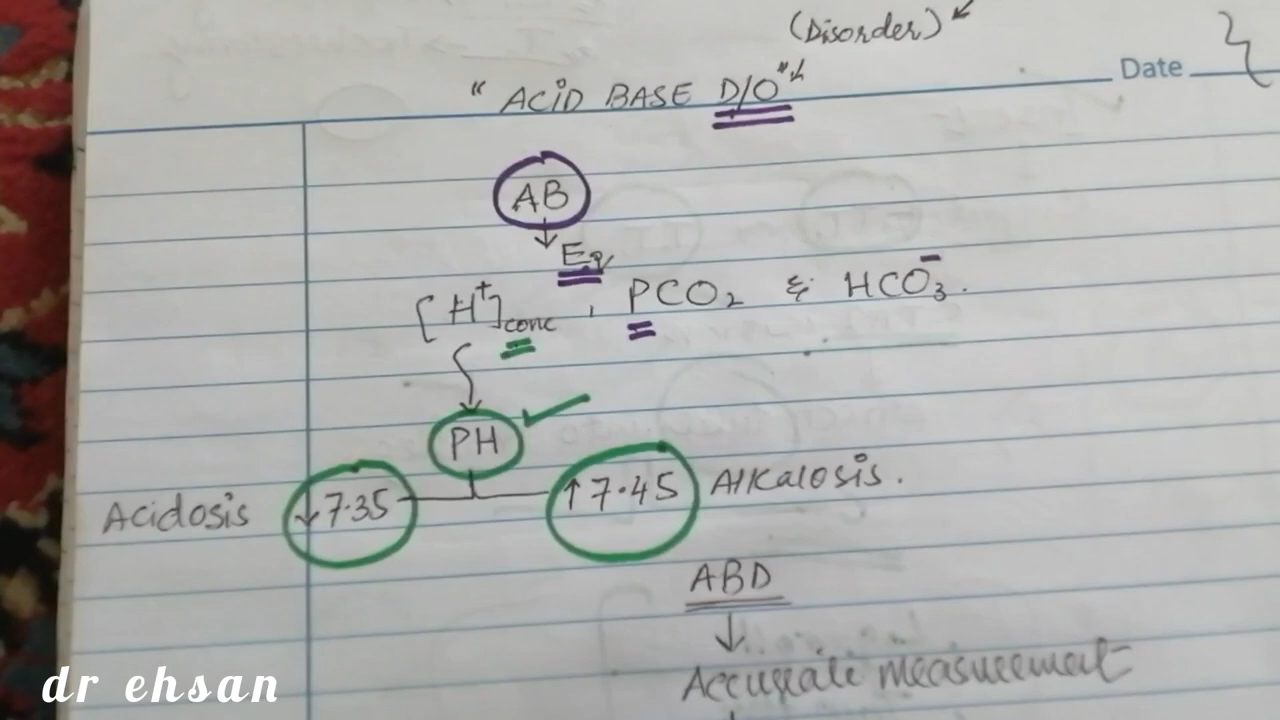 (Disorder)
Date
"ACID BASE D/O"
AB
Eq
[H+]conc , PCO2 & HCO3-.
PH
Acidosis ↓7.35 ↑7.45 Alkalosis.
ABD
Accurate measurement
dr ehsan